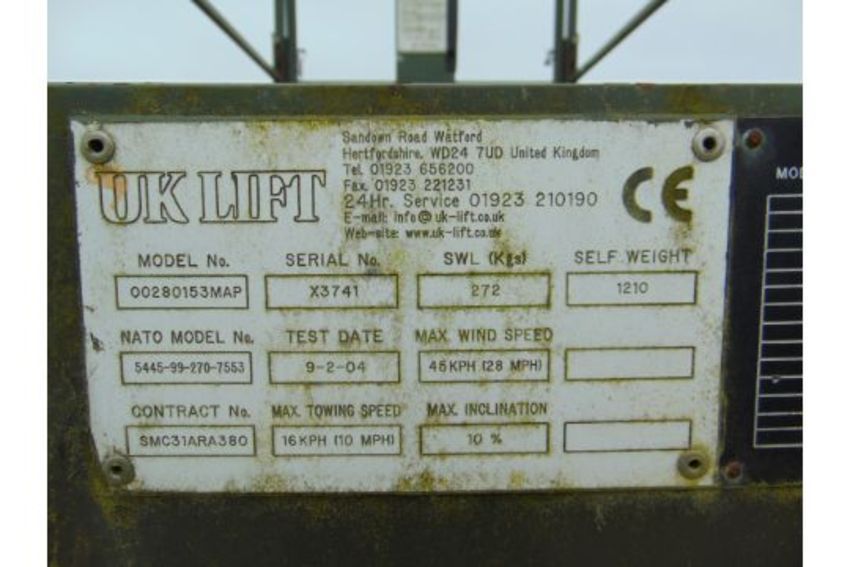 Sandown Road Watford
Hertfordshire, WD24 7UD United Kingdom
Tel. 01923 656200
Fax. 01923 221231
24Hr. Service 01923 210190
E-mail: info@uk-lift.co.uk
Web-site: www.uk-lift.co.uk
UK LIFT
CE
MODEL No. SERIAL No. SWL (Kgs) SELF WEIGHT
00280153MAP X3741 272 1210
NATO MODEL No. TEST DATE MAX. WIND SPEED
5445-99-270-7553 9-2-04 45KPH (28 MPH)
CONTRACT No. MAX. TOWING SPEED MAX. INCLINATION
SMC31ARA380 16KPH (10 MPH) 10 %
MO